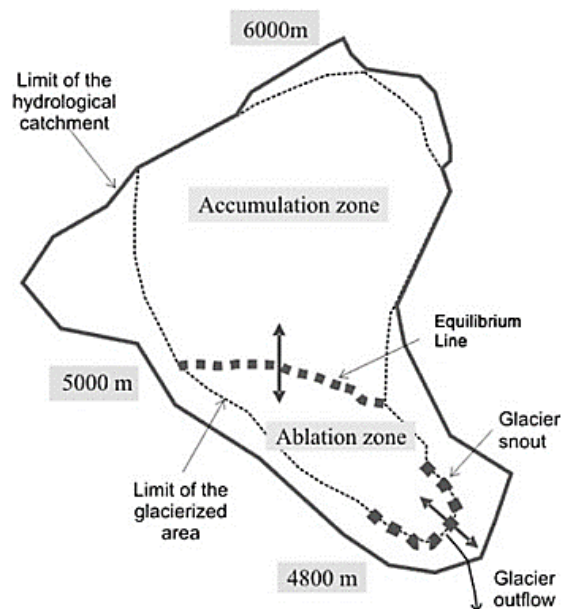 6000m
Limit of the
hydrological
catchment
Accumulation zone
Equilibrium
Line
5000 m
Ablation zone
Glacier
snout
Limit of the
glacierized
area
4800 m
Glacier
outflow